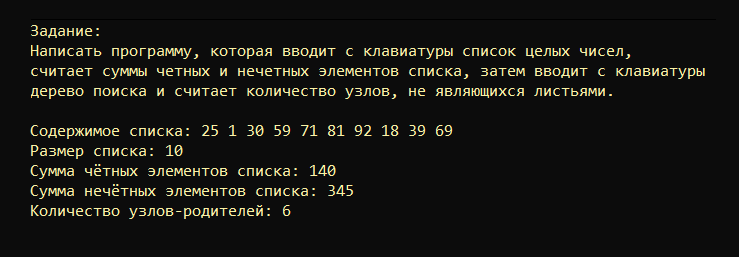 Задание:
Написать программу, которая вводит с клавиатуры список целых чисел,
считает суммы четных и нечетных элементов списка, затем вводит с клавиатуры
дерево поиска и считает количество узлов, не являющихся листьями.
Содержимое списка: 25 1 30 59 71 81 92 18 39 69
Размер списка: 10
Сумма чётных элементов списка: 140
Сумма нечётных элементов списка: 345
Количество узлов-родителей: 6